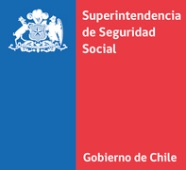 Superintendencia
de Seguridad
Social
Gobierno de Chile